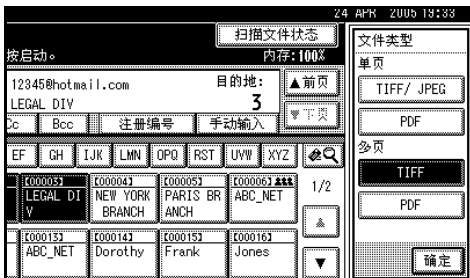 24 APR 2005 19:33
扫描文件状态
按启动。
内存:100%
12345@hotmail.com
目的地:
▲前页
LEGAL DIV
3
▼下页
Cc
Bcc
注册编号
手动输入
EF
GH
IJK
LMN
OPQ
RST
UVW
XYZ
[00003]
LEGAL DI
V
[00004]
NEW YORK
BRANCH
[00005]
PARIS BR
ANCH
[00006]
ABC_NET
1/2
[00013]
ABC_NET
[00014]
Dorothy
[00015]
Frank
[00016]
Jones
▼
文件类型
单页
TIFF/ JPEG
PDF
多页
TIFF
PDF
确定